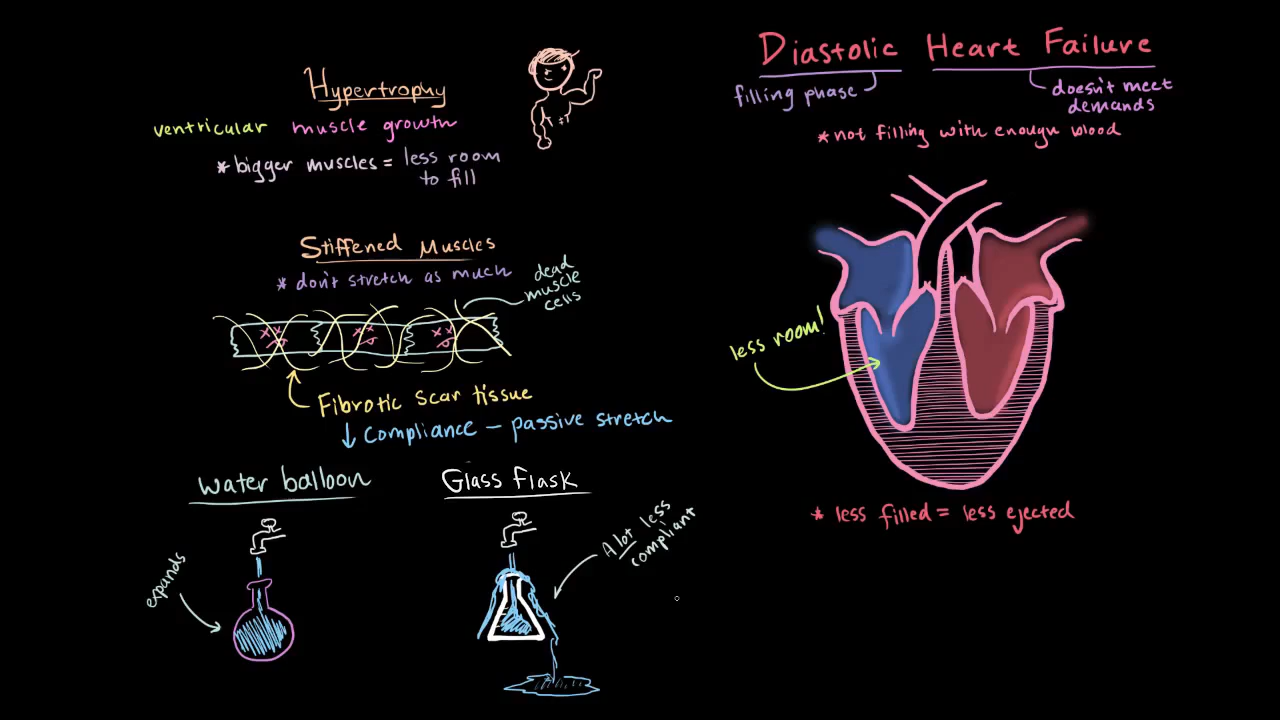 Hypertrophy
ventricular muscle growth
* bigger muscles = less room
to fill
Stiffened Muscles
* don't stretch as much
dead
muscle
cells
Fibrotic scar tissue
↓ Compliance – passive stretch
Water balloon
expands
Glass flask
A lot less
compliant
Diastolic Heart Failure
filling phase
doesn't meet
demands
* not filling with enough blood
less room!
* less filled = less ejected